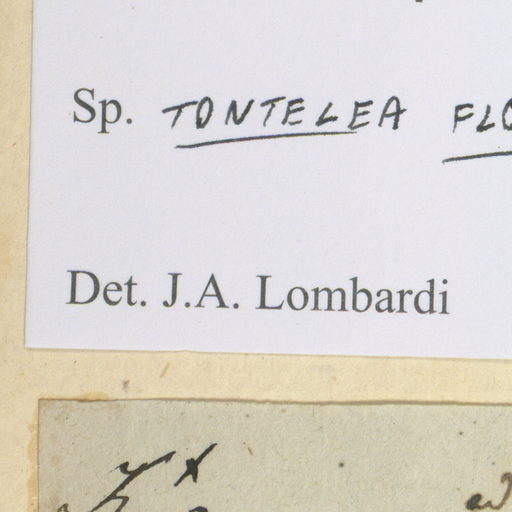 Sp. TONTELEA FLO
Det. J.A. Lombardi